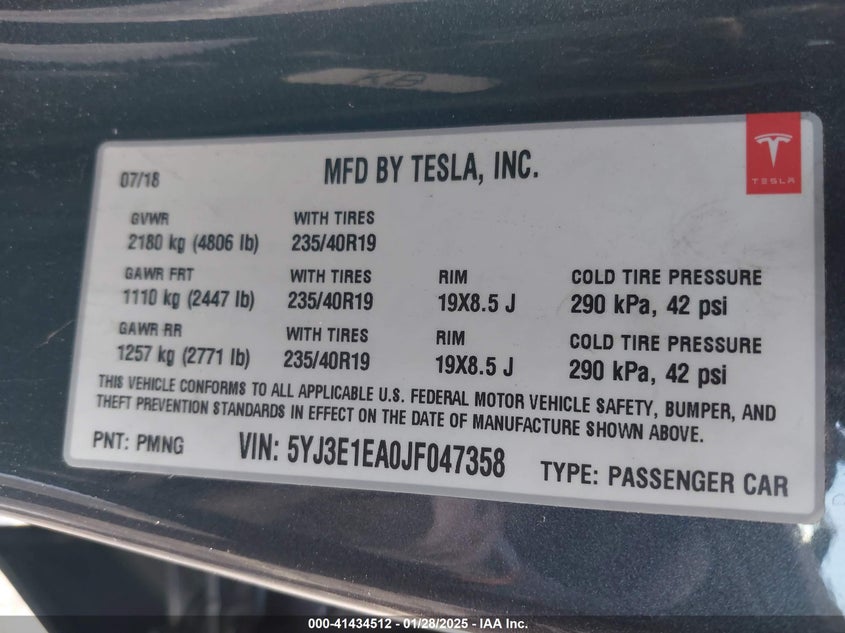 KB
07/18 MFD BY TESLA, INC.
TESLA
GVWR WITH TIRES
2180 kg (4806 lb) 235/40R19
GAWR FRT WITH TIRES RIM COLD TIRE PRESSURE
1110 kg (2447 lb) 235/40R19 19X8.5 J 290 kPa, 42 psi
GAWR RR WITH TIRES RIM COLD TIRE PRESSURE
1257 kg (2771 lb) 235/40R19 19X8.5 J 290 kPa, 42 psi
THIS VEHICLE CONFORMS TO ALL APPLICABLE U.S. FEDERAL MOTOR VEHICLE SAFETY, BUMPER, AND
THEFT PREVENTION STANDARDS IN EFFECT ON THE DATE OF MANUFACTURE SHOWN ABOVE.
PNT: PMNG VIN: 5YJ3E1EA0JF047358 TYPE: PASSENGER CAR
000-41434512 - 01/28/2025 - IAA Inc.